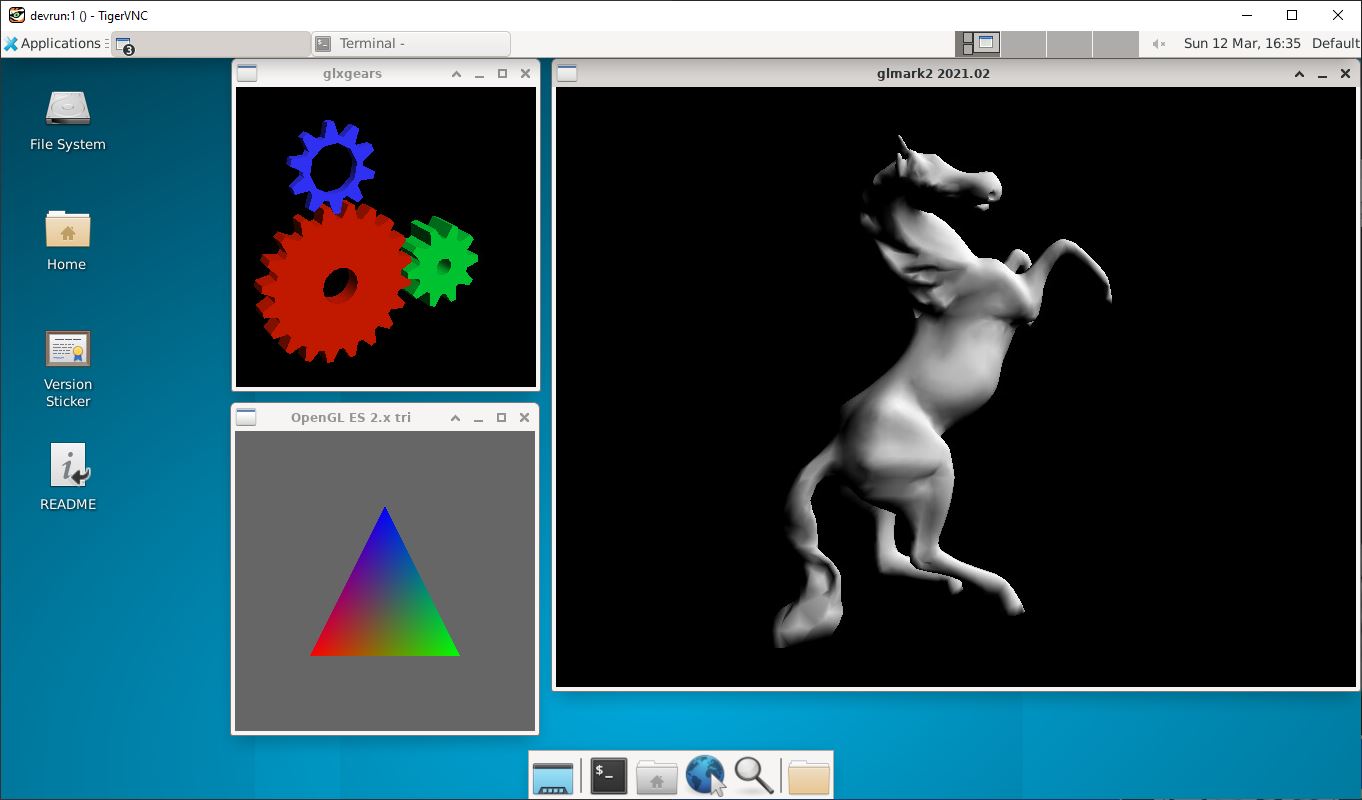 devrun:1 () - TigerVNC
Applications
3
Terminal -
Sun 12 Mar, 16:35
Default
File System
Home
Version
Sticker
README
glxgears
OpenGL ES 2.x tri
glmark2 2021.02
$_